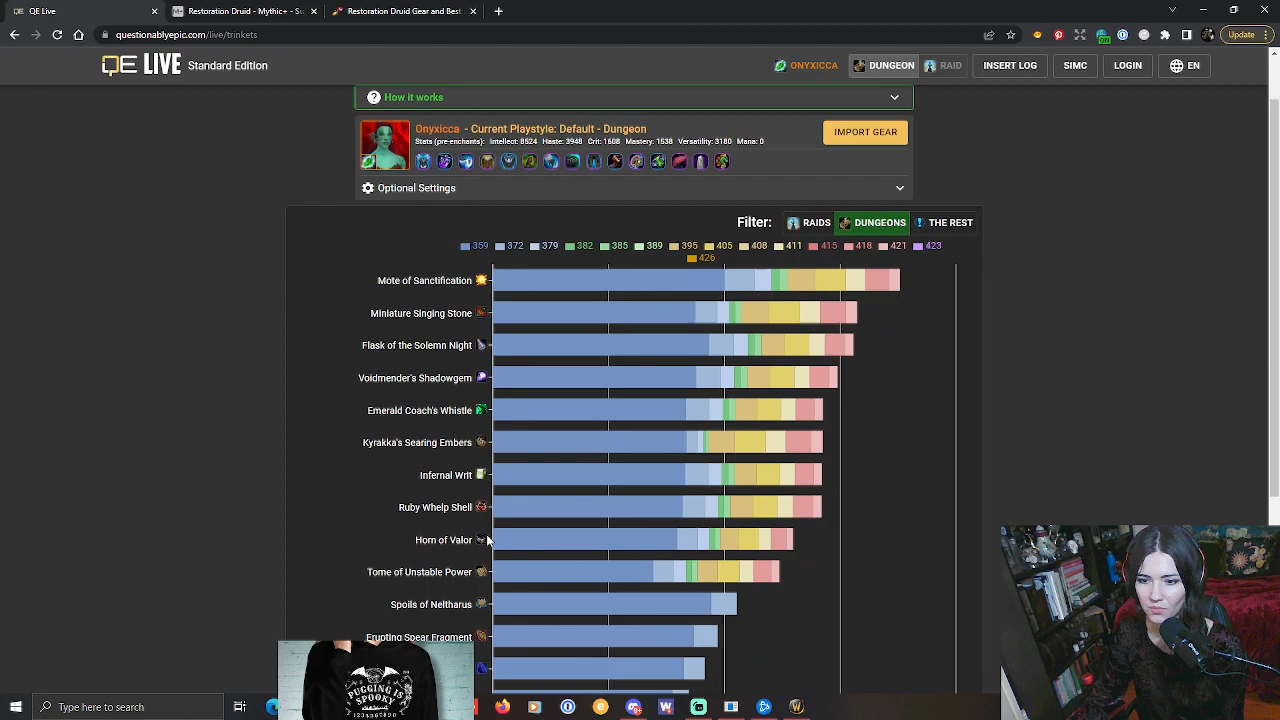 QE Live
Restoration Druid - Mythic+ - Su
Restoration Druid Gear and Best
questionablyepic.com/live/trinkets
Update
QE LIVE Standard Edition
ONYXICCA
DUNGEON
RAID
INSERT LOG
SIMC
LOGIN
EN
How it works
Onyxicca - Current Playstyle: Default - Dungeon
Stats (pre-enchants): Intellect: 8524 Haste: 3948 Crit: 1608 Mastery: 1538 Versatility: 3180 Mana: 0
IMPORT GEAR
Optional Settings
Filter: RAIDS DUNGEONS THE REST
359 372 379 382 385 389 395 405 408 411 415 418 421 423
426
Mote of Sanctification
Miniature Singing Stone
Flask of the Solemn Night
Voidmender's Shadowgem
Emerald Coach's Whistle
Kyrakka's Searing Embers
Infernal Writ
Ruby Whelp Shell
Horn of Valor
Tome of Unstable Power
Spoils of Neltharus
Erupting Spear Fragment
PUGGING IS
SPOOKY
Type here to search